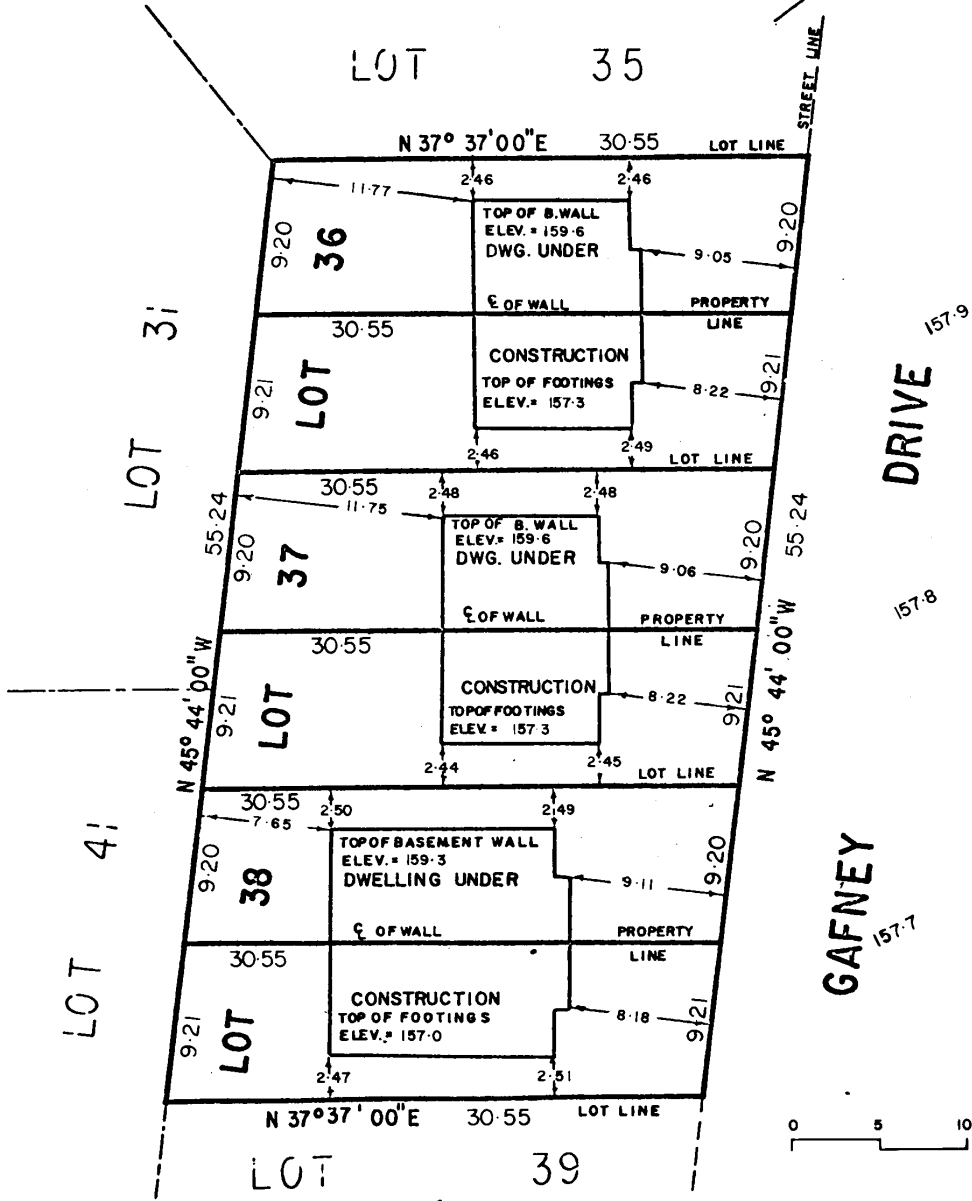 LOT 35
STREET LINE
N 37° 37' 00" E 30·55 LOT LINE
2·46 2·46
11·77
TOP OF B. WALL
ELEV. = 159·6
DWG. UNDER
9·20 36 9·05 9·20
℄ OF WALL PROPERTY
LINE
30·55
157·9
LOT 31
CONSTRUCTION
TOP OF FOOTINGS
ELEV. = 157·3
9·21 LOT 8·22 9·21
2·46 2·49
LOT LINE
30·55
2·48 2·48
11·75
TOP OF B. WALL
ELEV. = 159·6
DWG. UNDER
55·24 9·20 37 9·06 9·20 55·24
DRIVE
157·8
℄ OF WALL PROPERTY
LINE
30·55
N 45° 44' 00" W
N 45° 44' 00" W
CONSTRUCTION
TOP OF FOOTINGS
ELEV. = 157·3
9·21 LOT 8·22 9·21
2·44 2·45
LOT LINE
30·55
2·50 2·49
7·65
TOP OF BASEMENT WALL
ELEV. = 159·3
DWELLING UNDER
9·20 38 9·11 9·20
GAFNEY
157·7
℄ OF WALL PROPERTY
LINE
30·55
LOT 41
CONSTRUCTION
TOP OF FOOTINGS
ELEV. = 157·0
9·21 LOT 8·18 9·21
2·47 2·51
N 37° 37' 00" E 30·55 LOT LINE
0 5 10
LOT 39